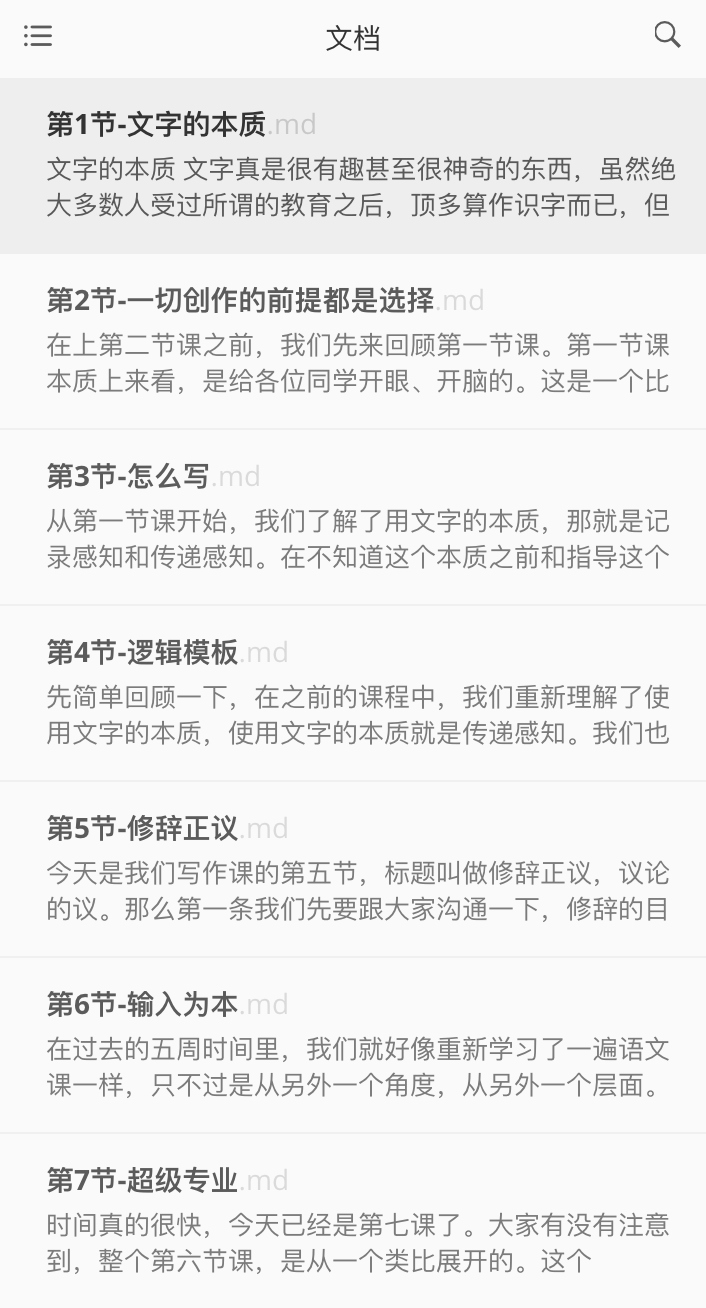 文档
第1节-文字的本质.md
文字的本质 文字真是很有趣甚至很神奇的东西，虽然绝
大多数人受过所谓的教育之后，顶多算作识字而已，但
第2节-一切创作的前提都是选择.md
在上第二节课之前，我们先来回顾第一节课。第一节课
本质上来看，是给各位同学开眼、开脑的。这是一个比
第3节-怎么写.md
从第一节课开始，我们了解了用文字的本质，那就是记
录感知和传递感知。在不知道这个本质之前和指导这个
第4节-逻辑模板.md
先简单回顾一下，在之前的课程中，我们重新理解了使
用文字的本质，使用文字的本质就是传递感知。我们也
第5节-修辞正议.md
今天是我们写作课的第五节，标题叫做修辞正议，议论
的议。那么第一条我们先要跟大家沟通一下，修辞的目
第6节-输入为本.md
在过去的五周时间里，我们就好像重新学习了一遍语文
课一样，只不过是从另外一个角度，从另外一个层面。
第7节-超级专业.md
时间真的很快，今天已经是第七课了。大家有没有注意
到，整个第六节课，是从一个类比展开的。这个